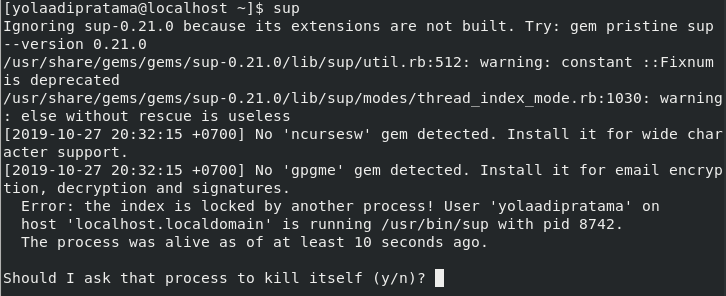 [yolaadipratama@localhost ~]$ sup
Ignoring sup-0.21.0 because its extensions are not built. Try: gem pristine sup
--version 0.21.0
/usr/share/gems/gems/sup-0.21.0/lib/sup/util.rb:512: warning: constant ::Fixnum
is deprecated
/usr/share/gems/gems/sup-0.21.0/lib/sup/modes/thread_index_mode.rb:1030: warning
: else without rescue is useless
[2019-10-27 20:32:15 +0700] No 'ncursesw' gem detected. Install it for wide char
acter support.
[2019-10-27 20:32:15 +0700] No 'gpgme' gem detected. Install it for email encryp
tion, decryption and signatures.
  Error: the index is locked by another process! User 'yolaadipratama' on
  host 'localhost.localdomain' is running /usr/bin/sup with pid 8742.
  The process was alive as of at least 10 seconds ago.

Should I ask that process to kill itself (y/n)?